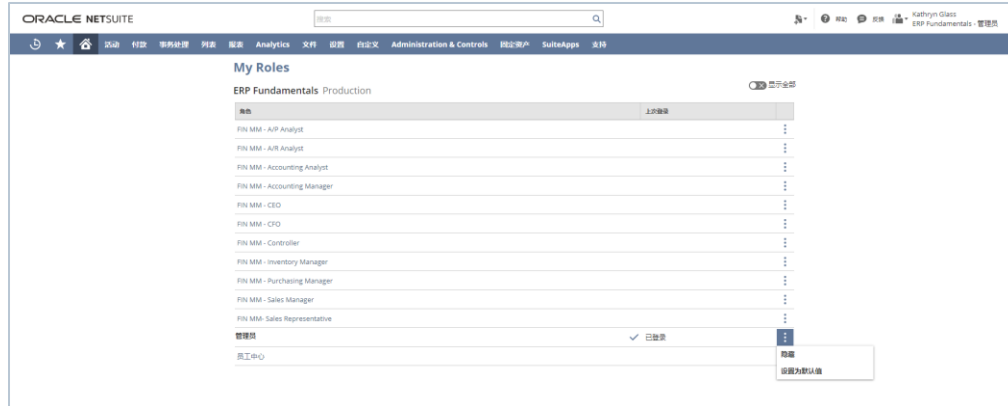 ORACLE NETSUITE
搜索
帮助
反馈
Kathryn Glass
ERP Fundamentals - 管理员
活动 付款 事务处理 列表 报表 Analytics 文件 设置 自定义 Administration & Controls 固定资产 SuiteApps 支持
My Roles
ERP Fundamentals Production
显示全部
角色 上次登录
FIN MM - A/P Analyst
FIN MM - A/R Analyst
FIN MM - Accounting Analyst
FIN MM - Accounting Manager
FIN MM - CEO
FIN MM - CFO
FIN MM - Controller
FIN MM - Inventory Manager
FIN MM - Purchasing Manager
FIN MM - Sales Manager
FIN MM- Sales Representative
管理员 已登录
员工中心
隐藏
设置为默认值